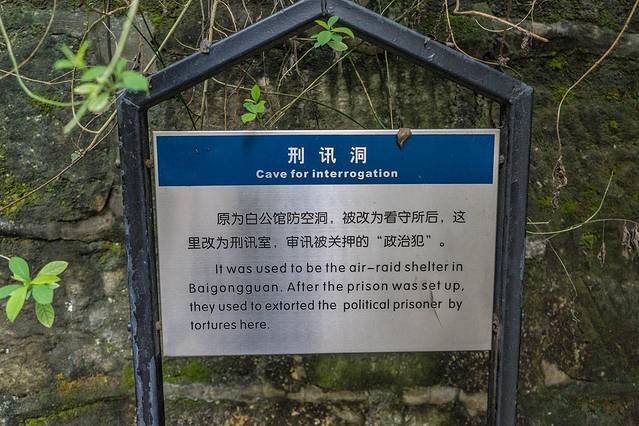 刑讯洞
Cave for interrogation
原为白公馆防空洞，被改为看守所后，这
里改为刑讯室，审讯被关押的“政治犯”。
It was used to be the air-raid shelter in
Baigongguan. After the prison was set up,
they used to extorted the political prisoner by
tortures here.